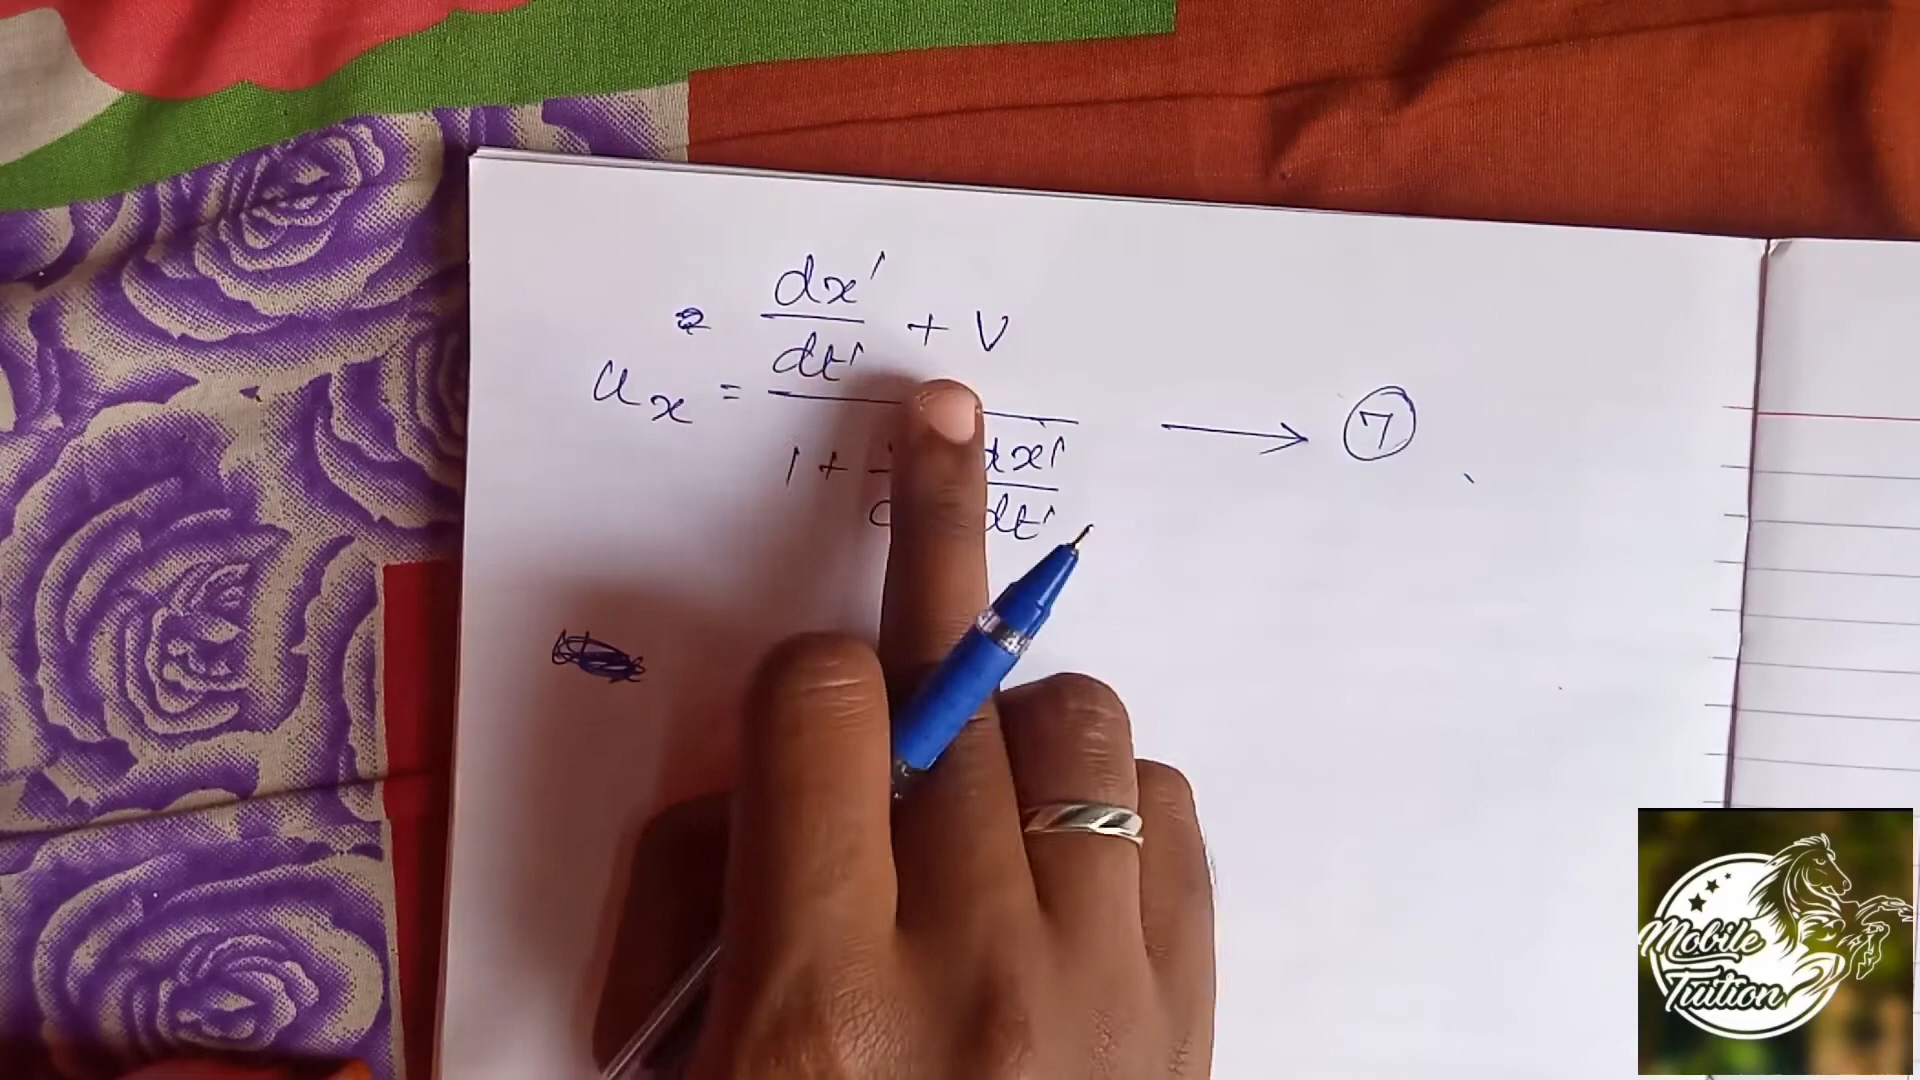 dx'
= --- + V
dt'
u_x = ――――――― → ⑦
1 + dx'
dt'
Mobile
Tuition